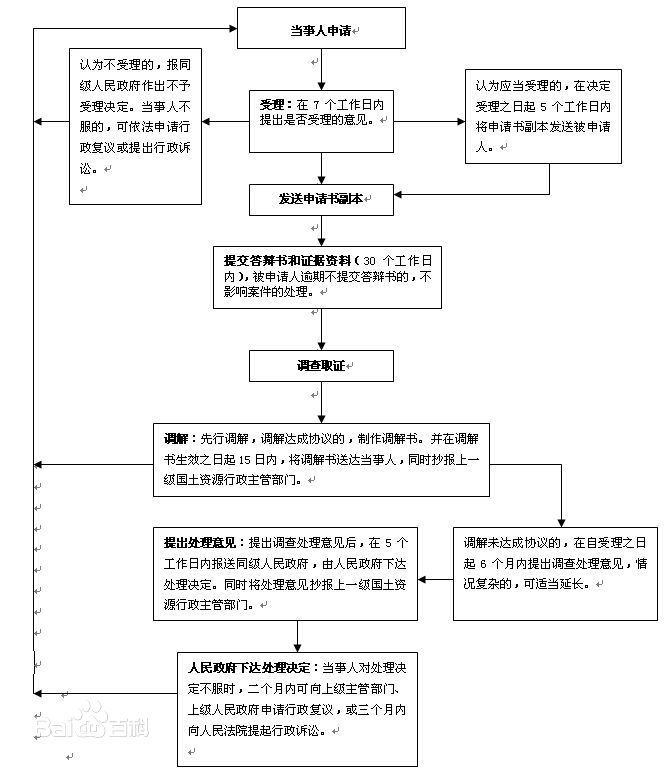 当事人申请
认为不受理的，报同
级人民政府作出不予
受理决定。当事人不
服的，可依法申请行
政复议或提出行政诉
讼。
受理：在 7 个工作日内
提出是否受理的意见。
认为应当受理的，在决定
受理之日起 5 个工作日内
将申请书副本发送被申请
人。
发送申请书副本
提交答辩书和证据资料（30 个工作日
内），被申请人逾期不提交答辩书的，不
影响案件的处理。
调查取证
调解：先行调解，调解达成协议的，制作调解书。并在调解
书生效之日起 15 日内，将调解书送达当事人，同时抄报上一
级国土资源行政主管部门。
提出处理意见：提出调查处理意见后，在 5 个
工作日内报送同级人民政府，由人民政府下达
处理决定。同时将处理意见抄报上一级国土资
源行政主管部门。
调解未达成协议的，在自受理之日
起 6 个月内提出调查处理意见，情
况复杂的，可适当延长。
人民政府下达处理决定：当事人对处理决
定不服时，二个月内可向上级主管部门、
上级人民政府申请行政复议，或三个月内
向人民法院提起行政诉讼。
Bai百科